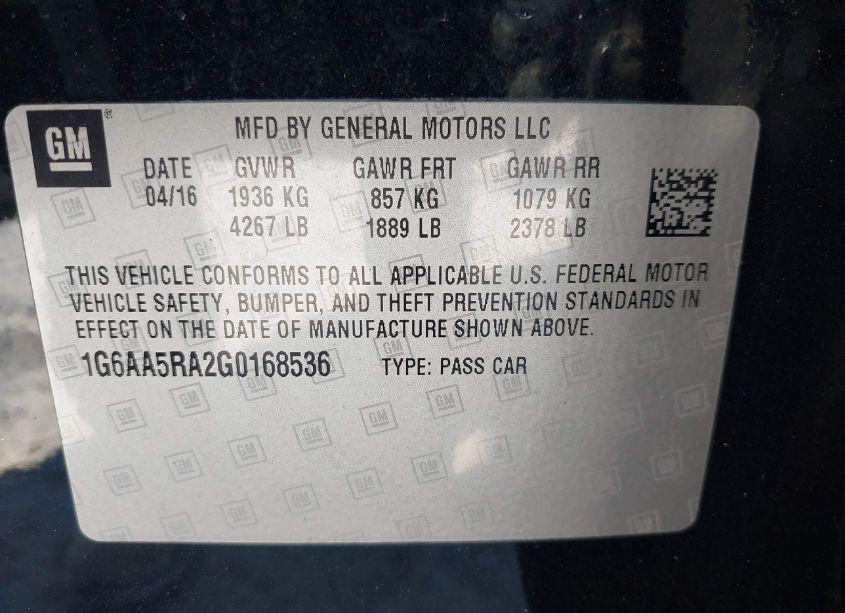 GM
MFD BY GENERAL MOTORS LLC
DATE GVWR GAWR FRT GAWR RR
04/16 1936 KG 857 KG 1079 KG
4267 LB 1889 LB 2378 LB
THIS VEHICLE CONFORMS TO ALL APPLICABLE U.S. FEDERAL MOTOR
VEHICLE SAFETY, BUMPER, AND THEFT PREVENTION STANDARDS IN
EFFECT ON THE DATE OF MANUFACTURE SHOWN ABOVE.
1G6AA5RA2G0168536 TYPE: PASS CAR